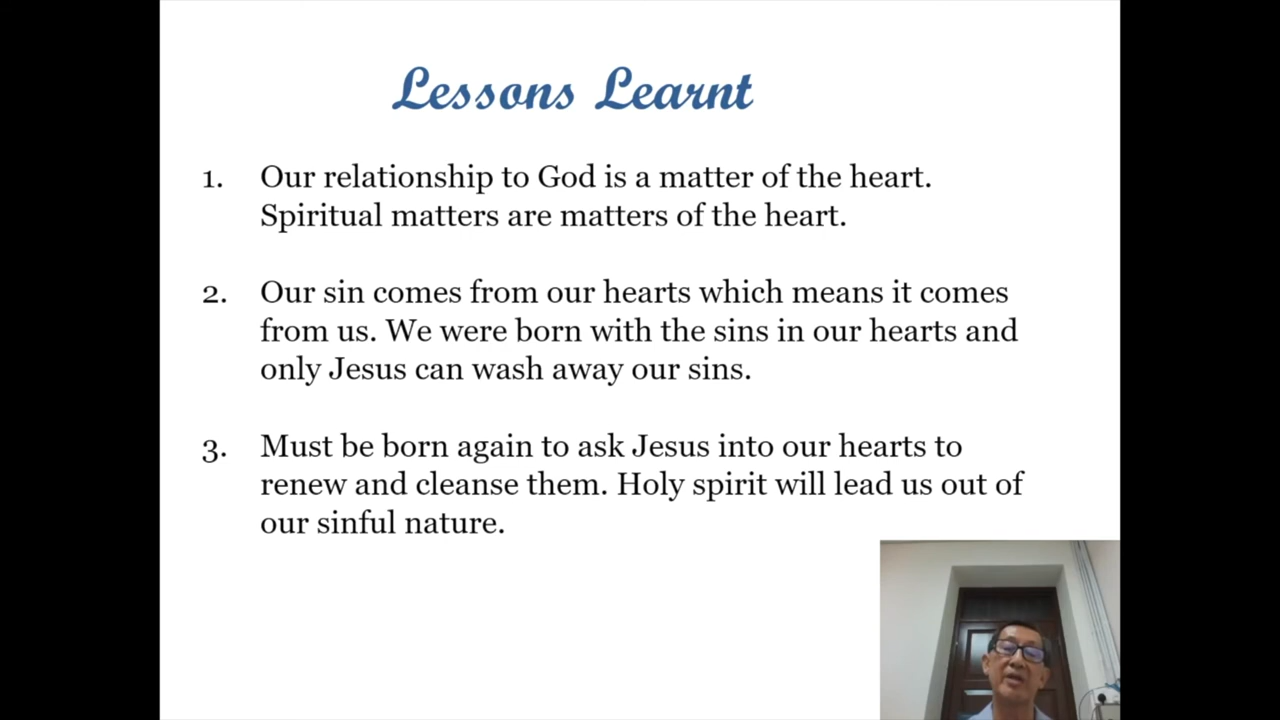 Lessons Learnt
1. Our relationship to God is a matter of the heart.
Spiritual matters are matters of the heart.
2. Our sin comes from our hearts which means it comes
from us. We were born with the sins in our hearts and
only Jesus can wash away our sins.
3. Must be born again to ask Jesus into our hearts to
renew and cleanse them. Holy spirit will lead us out of
our sinful nature.